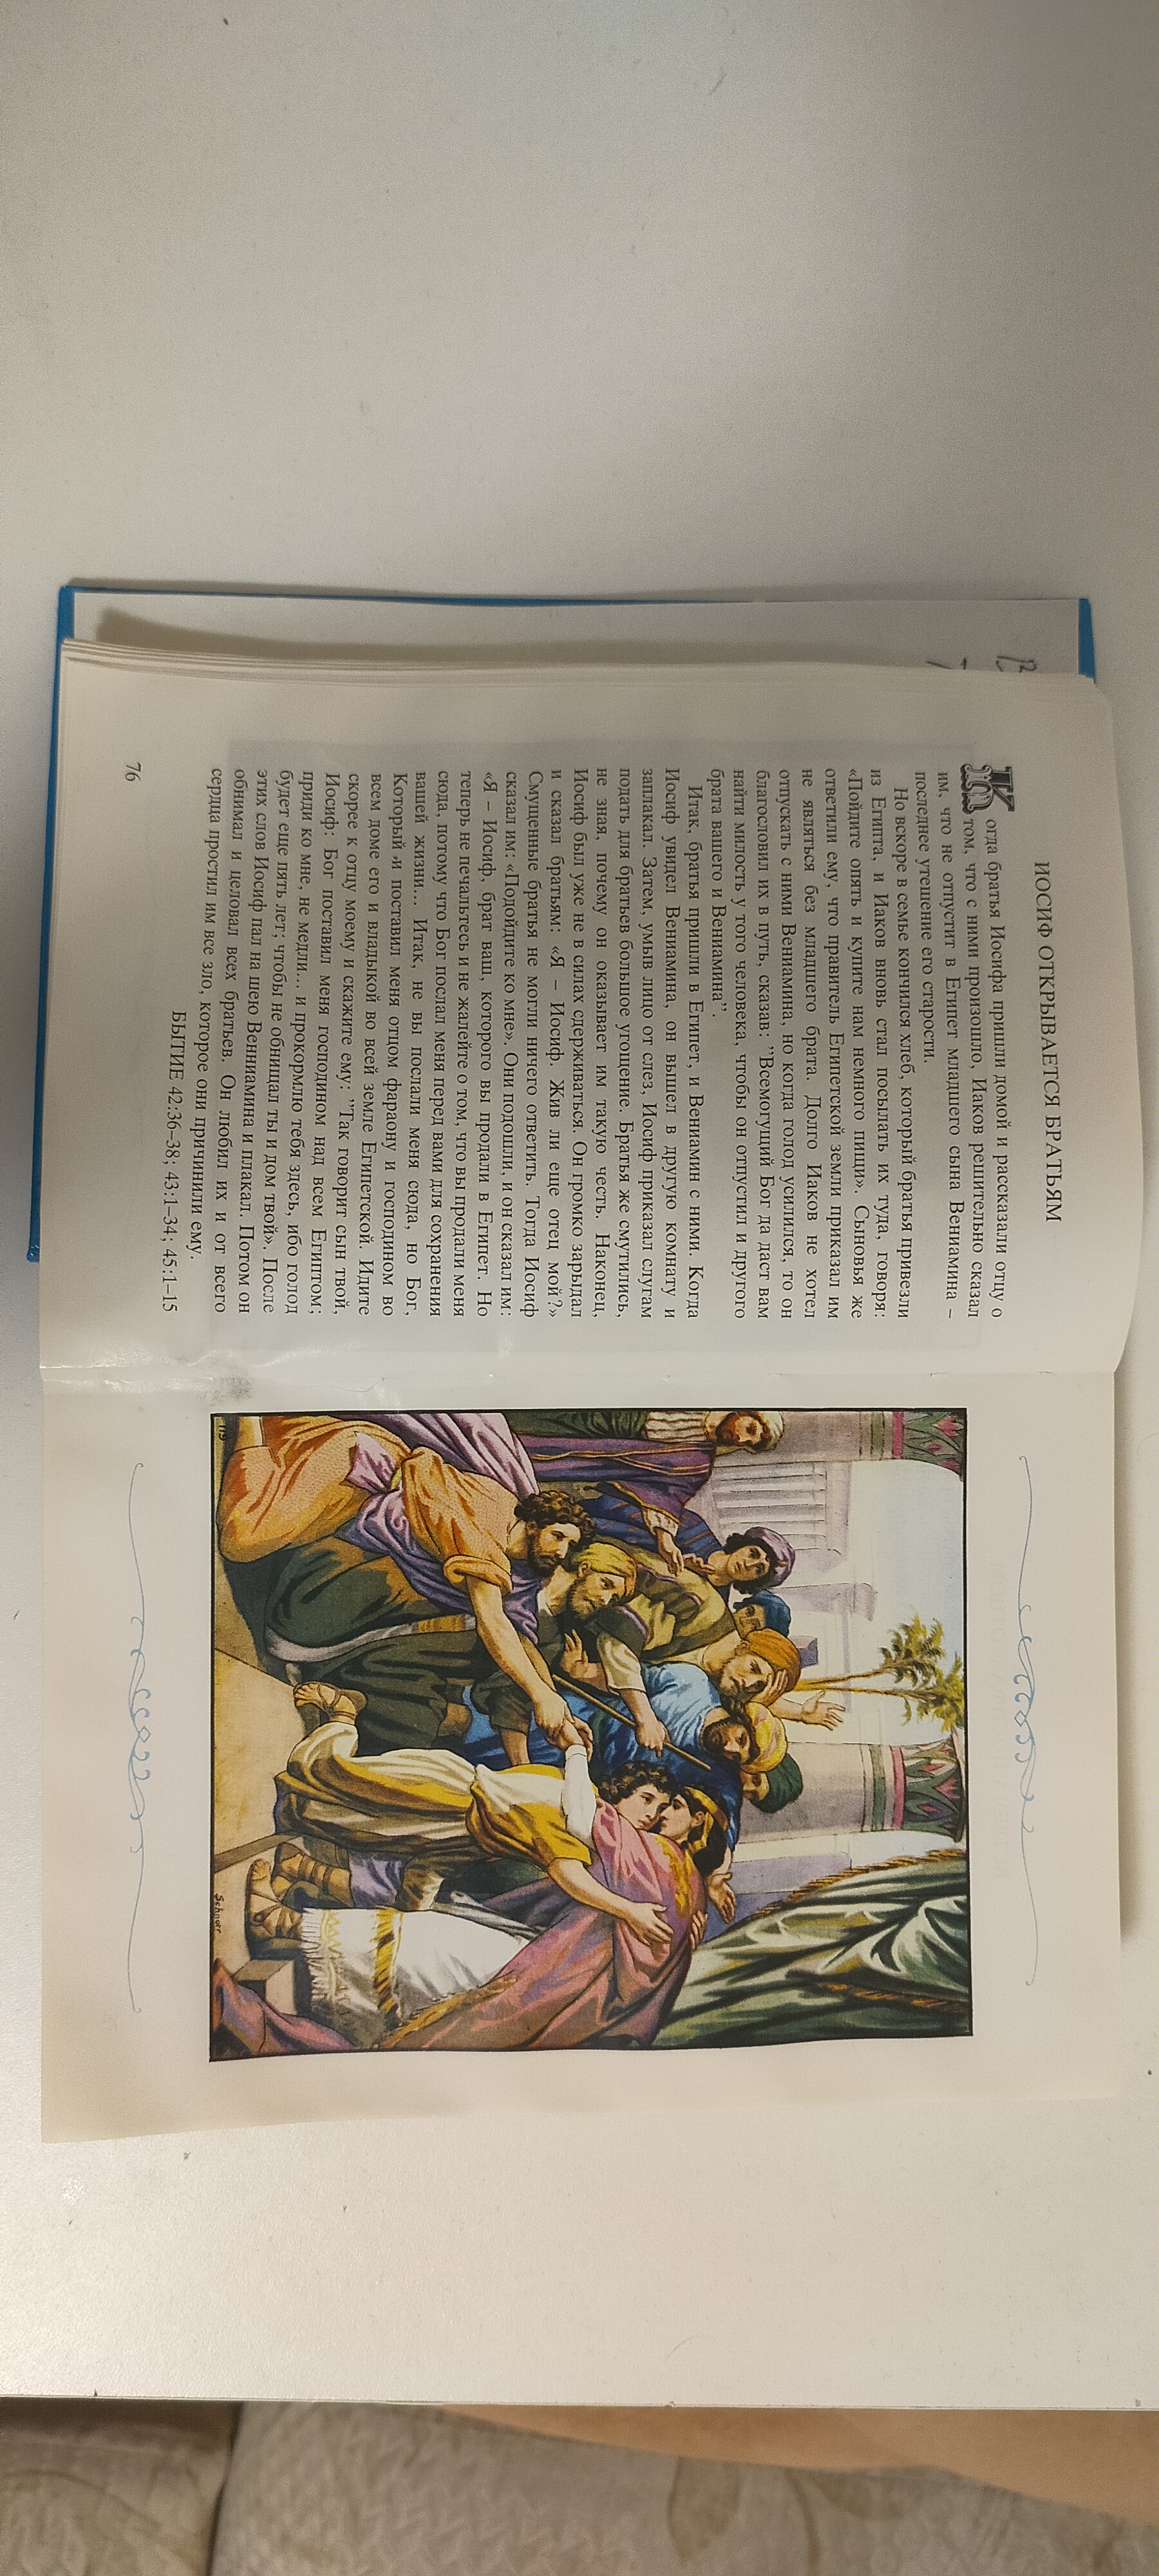 ИОСИФ ОТКРЫВАЕТСЯ БРАТЬЯМ
Когда братья Иосифа пришли домой и рассказали отцу о
том, что с ними произошло, Иаков решительно сказал
им, что не отпустит в Египет младшего сына Вениамина –
последнее утешение его старости.
Но вскоре в семье кончился хлеб, который братья привезли
из Египта, и Иаков вновь стал посылать их туда, говоря:
«Пойдите опять и купите нам немного пищи». Сыновья же
ответили ему, что правитель Египетской земли приказал им
не являться без младшего брата. Долго Иаков не хотел
отпускать с ними Вениамина, но когда голод усилился, то он
благословил их в путь, сказав: ”Всемогущий Бог да даст вам
найти милость у того человека, чтобы он отпустил и другого
брата вашего и Вениамина”.
Итак, братья пришли в Египет, и Вениамин с ними. Когда
Иосиф увидел Вениамина, он вышел в другую комнату и
заплакал. Затем, умыв лицо от слез, Иосиф приказал слугам
подать для братьев большое угощение. Братья же смутились,
не зная, почему он оказывает им такую честь. Наконец,
Иосиф был уже не в силах сдерживаться. Он громко зарыдал
и сказал братьям: «Я – Иосиф. Жив ли еще отец мой?»
Смущенные братья не могли ничего ответить. Тогда Иосиф
сказал им: «Подойдите ко мне». Они подошли, и он сказал им:
«Я – Иосиф, брат ваш, которого вы продали в Египет. Но
теперь не печальтесь и не жалейте о том, что вы продали меня
сюда, потому что Бог послал меня перед вами для сохранения
вашей жизни... Итак, не вы послали меня сюда, но Бог,
Который и поставил меня отцом фараону и господином во
всем доме его и владыкой во всей земле Египетской. Идите
скорее к отцу моему и скажите ему: ”Так говорит сын твой,
Иосиф: Бог поставил меня господином над всем Египтом;
приди ко мне, не медли... и прокормлю тебя здесь, ибо голод
будет еще пять лет; чтобы не обнищал ты и дом твой». После
этих слов Иосиф пал на шею Вениамина и плакал. Потом он
обнимал и целовал всех братьев. Он любил их и от всего
сердца простил им все зло, которое они причинили ему.
БЫТИЕ 42:36–38; 43:1–34; 45:1–15
76
Schnorr